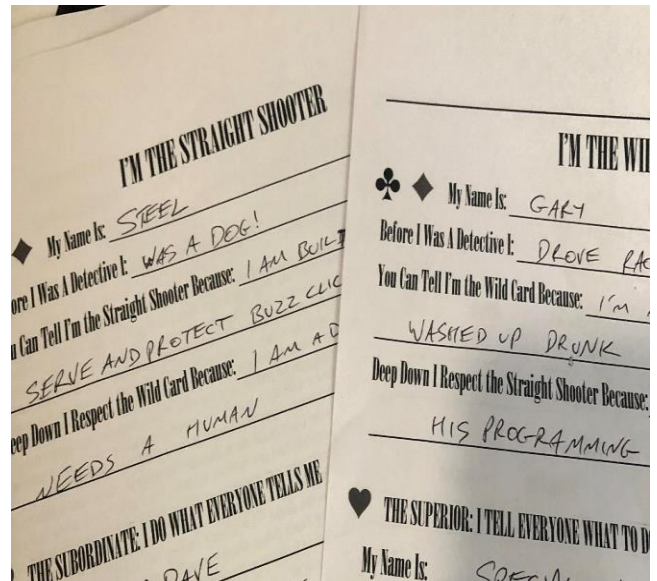 I'M THE STRAIGHT SHOOTER
My Name Is: STEEL
Before I Was A Detective I: WAS A DOG!
You Can Tell I'm the Straight Shooter Because: I AM BUILT
SERVE AND PROTECT BUZZ CLIC
Deep Down I Respect the Wild Card Because: I AM A D
NEEDS A HUMAN
THE SUBORDINATE: I DO WHAT EVERYONE TELLS ME
DAVE
I'M THE WIL
My Name Is: GARY
Before I Was A Detective I: DROVE RAC
You Can Tell I'm the Wild Card Because: I'M
WASHED UP DRUNK
Deep Down I Respect the Straight Shooter Because:
HIS PROGRAMMING
THE SUPERIOR: I TELL EVERYONE WHAT TO DO
My Name Is: